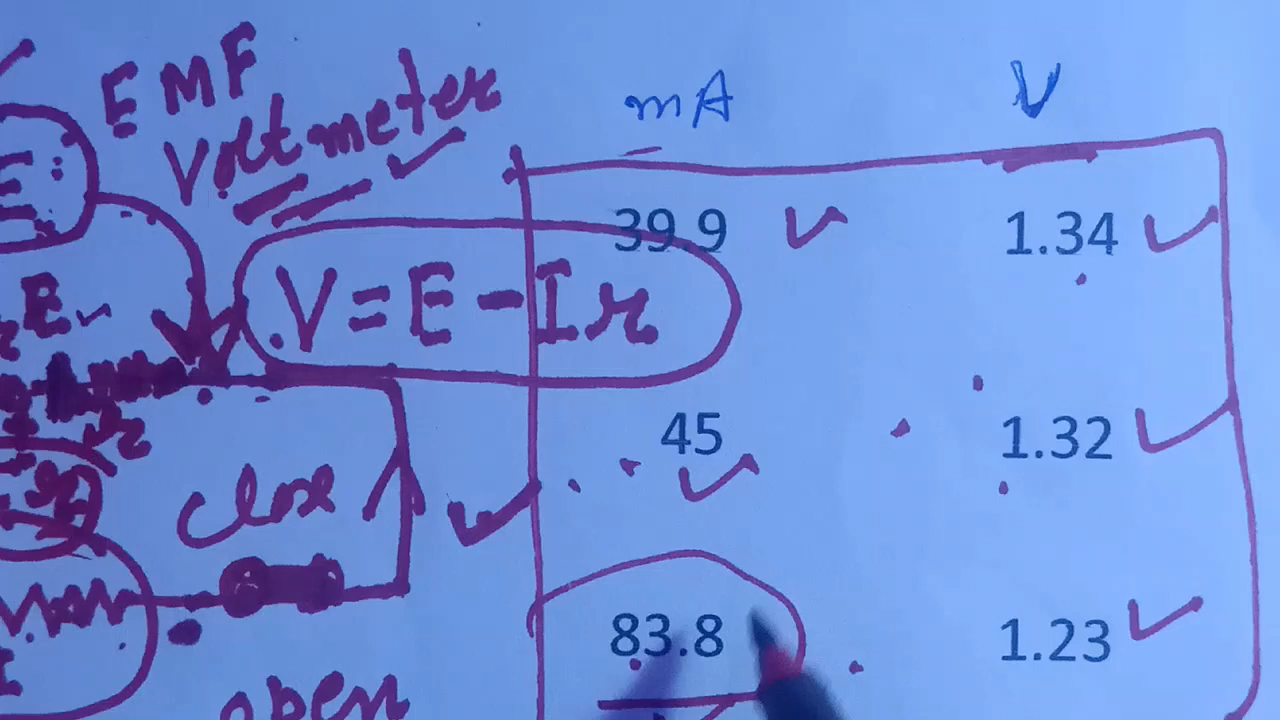 EMF
Voltmeter
mA V
39.9 1.34
V = E - Ir
E
45 1.32
close
83.8 1.23
open